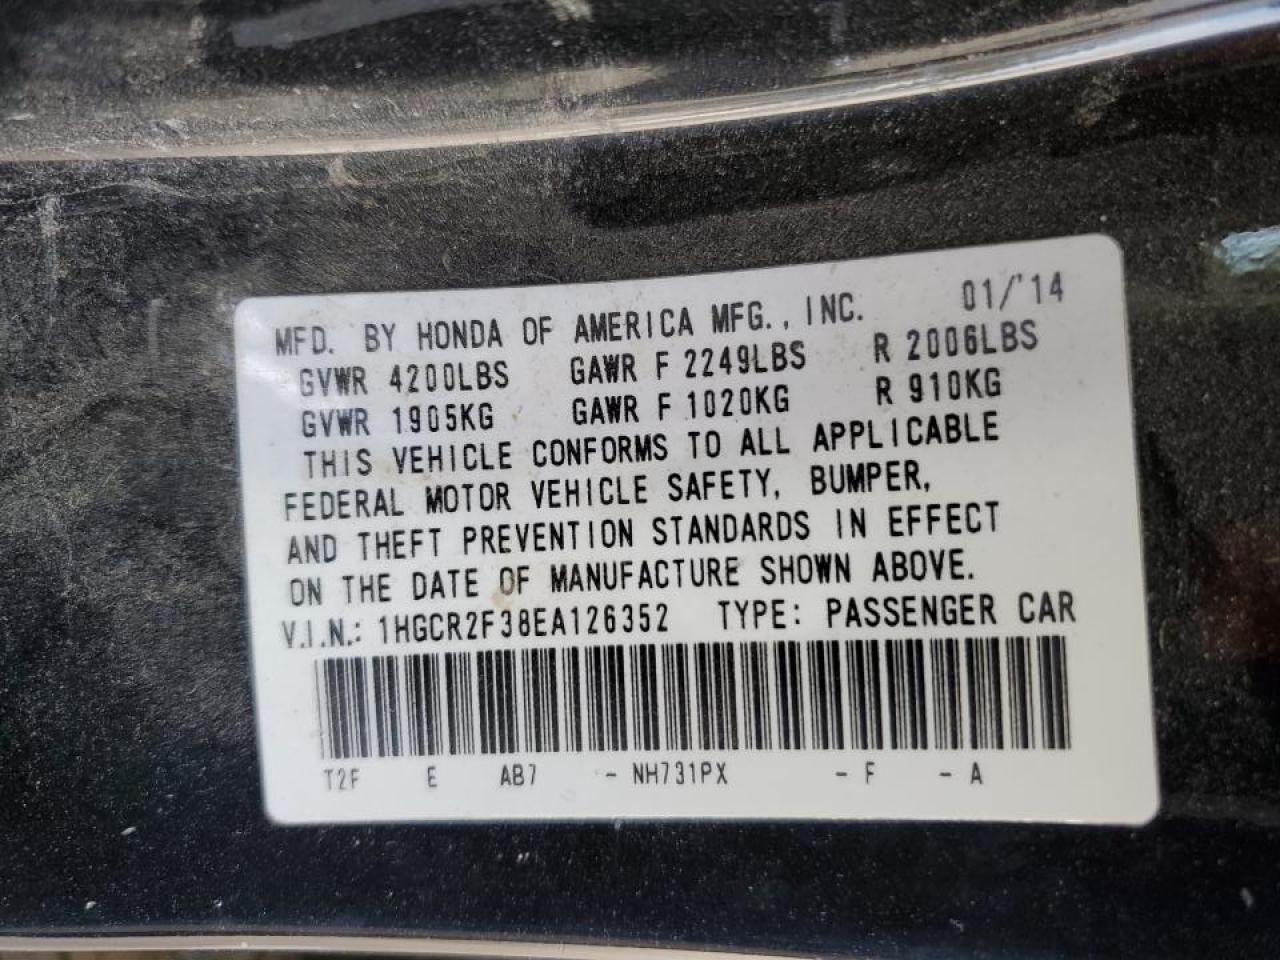 MFD. BY HONDA OF AMERICA MFG., INC. 01/'14
GVWR 4200LBS GAWR F 2249LBS R 2006LBS
GVWR 1905KG GAWR F 1020KG R 910KG
THIS VEHICLE CONFORMS TO ALL APPLICABLE
FEDERAL MOTOR VEHICLE SAFETY, BUMPER,
AND THEFT PREVENTION STANDARDS IN EFFECT
ON THE DATE OF MANUFACTURE SHOWN ABOVE.
V.I.N.: 1HGCR2F38EA126352 TYPE: PASSENGER CAR
T2F E AB7 - NH731PX - F - A